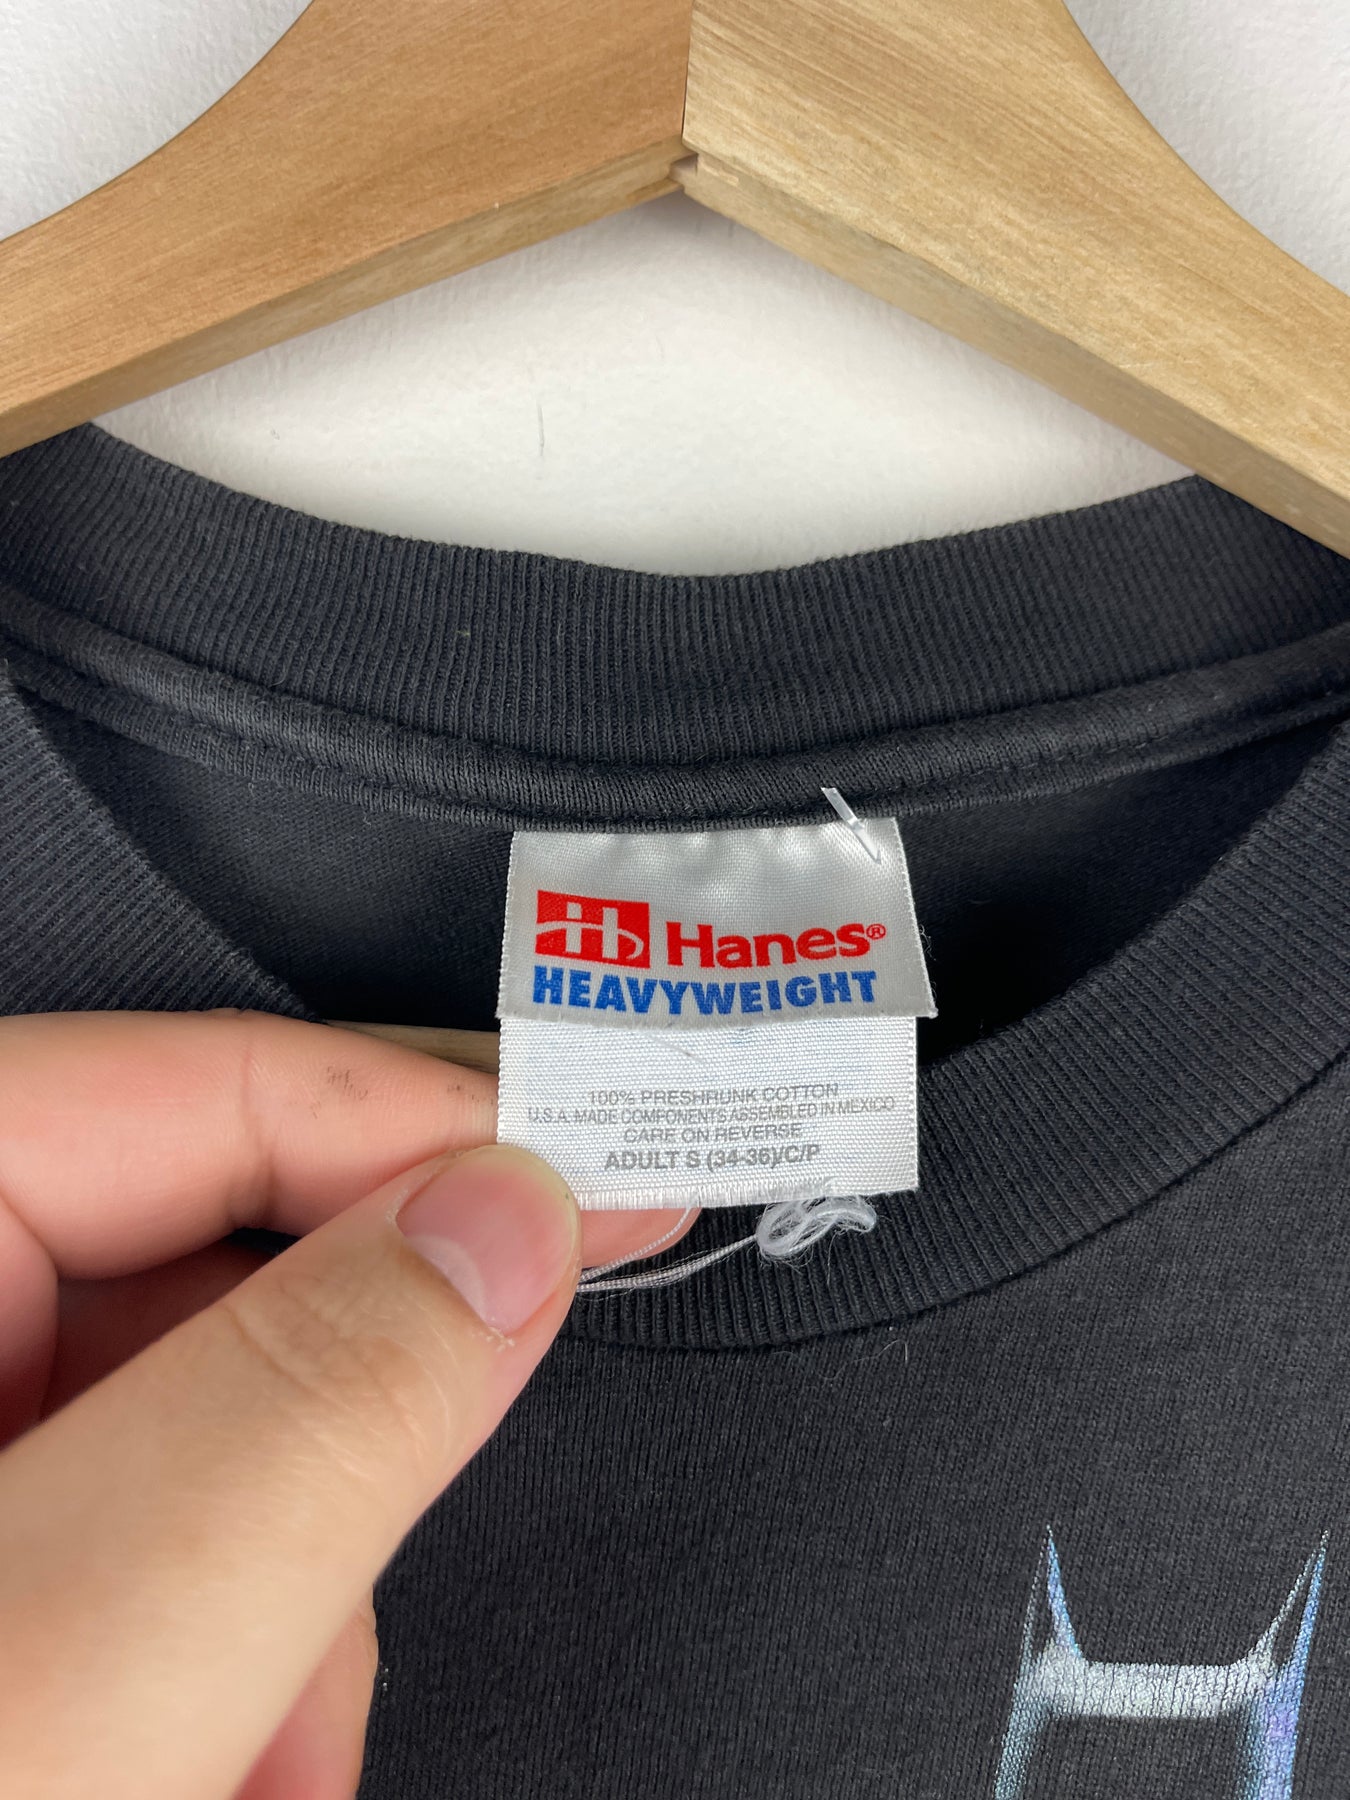 Hanes®
HEAVYWEIGHT
100% PRESHRUNK COTTON
U.S.A. MADE COMPONENTS ASSEMBLED IN MEXICO
CARE ON REVERSE
ADULT S (34-36)/C/P